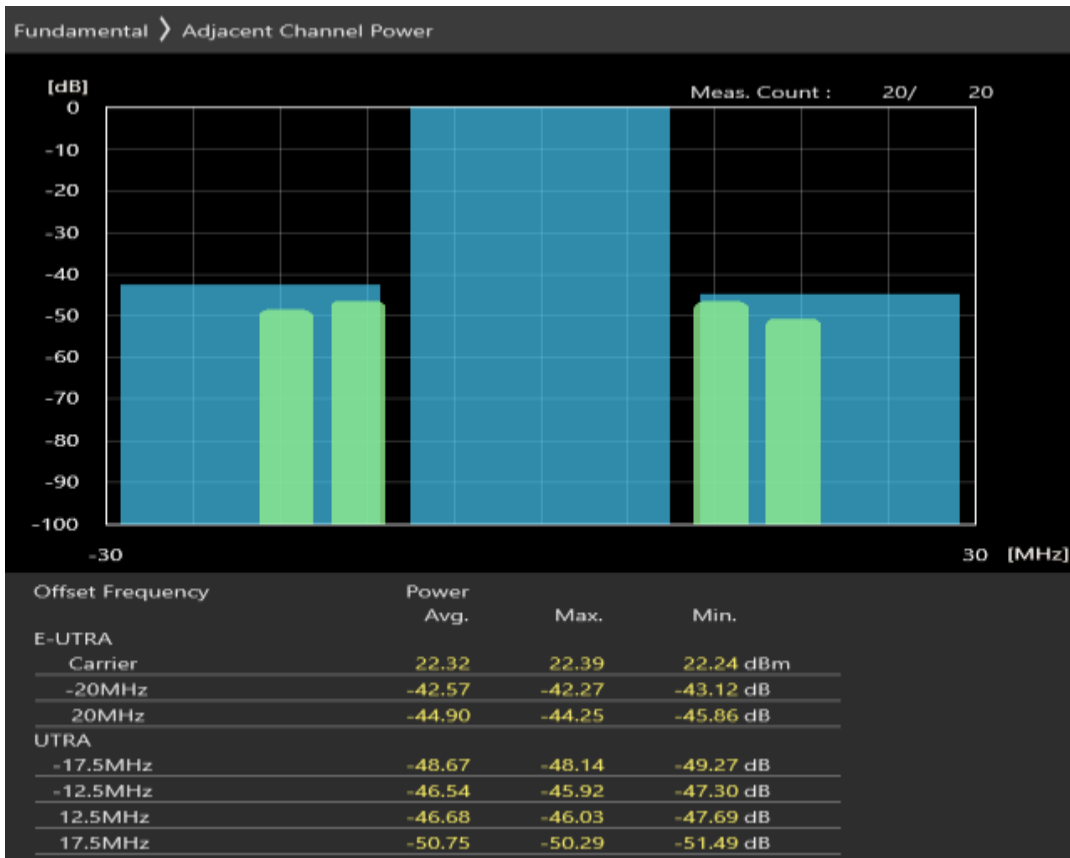 Fundamental ❯ Adjacent Channel Power
[dB]
Meas. Count : 20/ 20
0
-10
-20
-30
-40
-50
-60
-70
-80
-90
-100
-30 30 [MHz]
Offset Frequency Power
Avg. Max. Min.
E-UTRA
Carrier 22.32 22.39 22.24 dBm
-20MHz -42.57 -42.27 -43.12 dB
20MHz -44.90 -44.25 -45.86 dB
UTRA
-17.5MHz -48.67 -48.14 -49.27 dB
-12.5MHz -46.54 -45.92 -47.30 dB
12.5MHz -46.68 -46.03 -47.69 dB
17.5MHz -50.75 -50.29 -51.49 dB